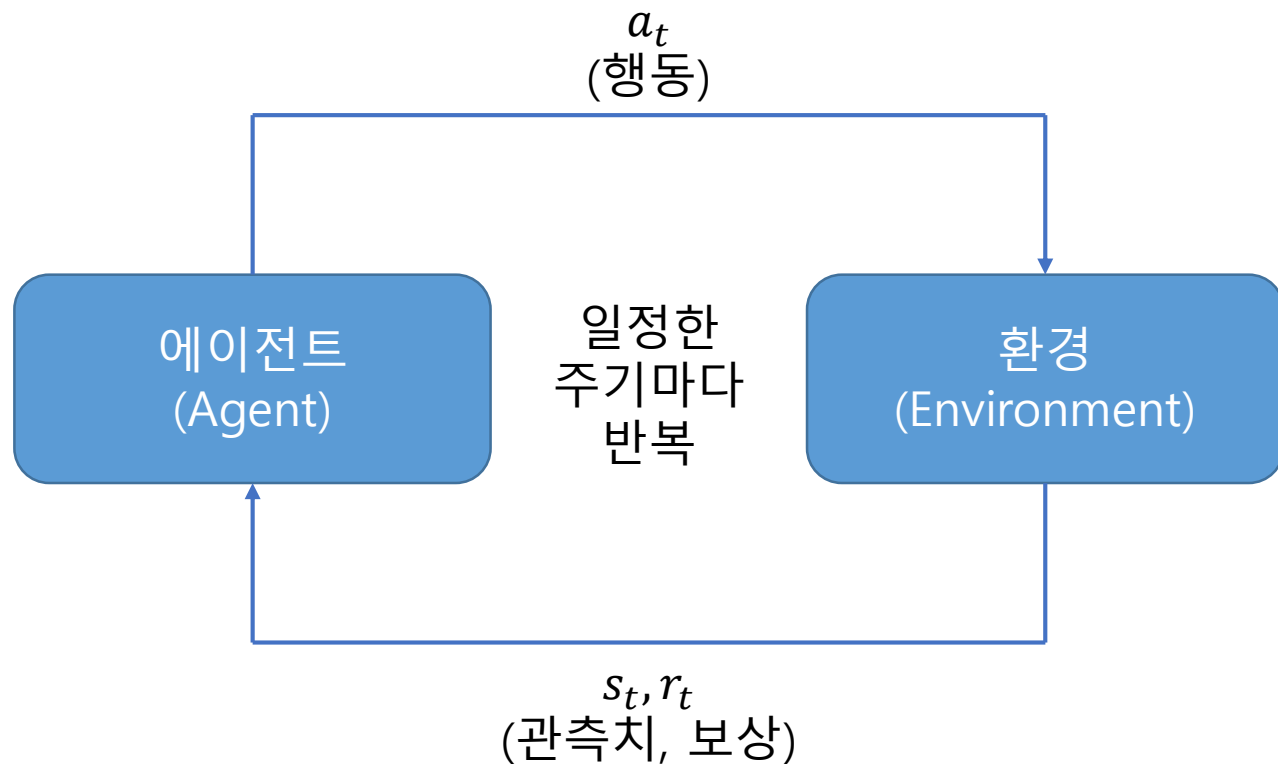 a_t
(행동)
에이전트
(Agent)
일정한
주기마다
반복
환경
(Environment)
s_t, r_t
(관측치, 보상)